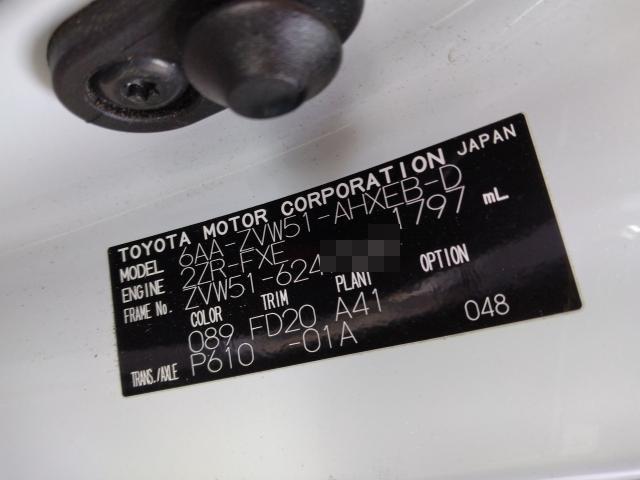 TOYOTA MOTOR CORPORATION JAPAN
MODEL 6AA-ZVW51-AHXEB-D
ENGINE 2ZR-FXE 1797 mL
FRAME No. ZVW51-624
COLOR TRIM PLANT OPTION
089 FD20 A41
TRANS./AXLE P610 -01A 048